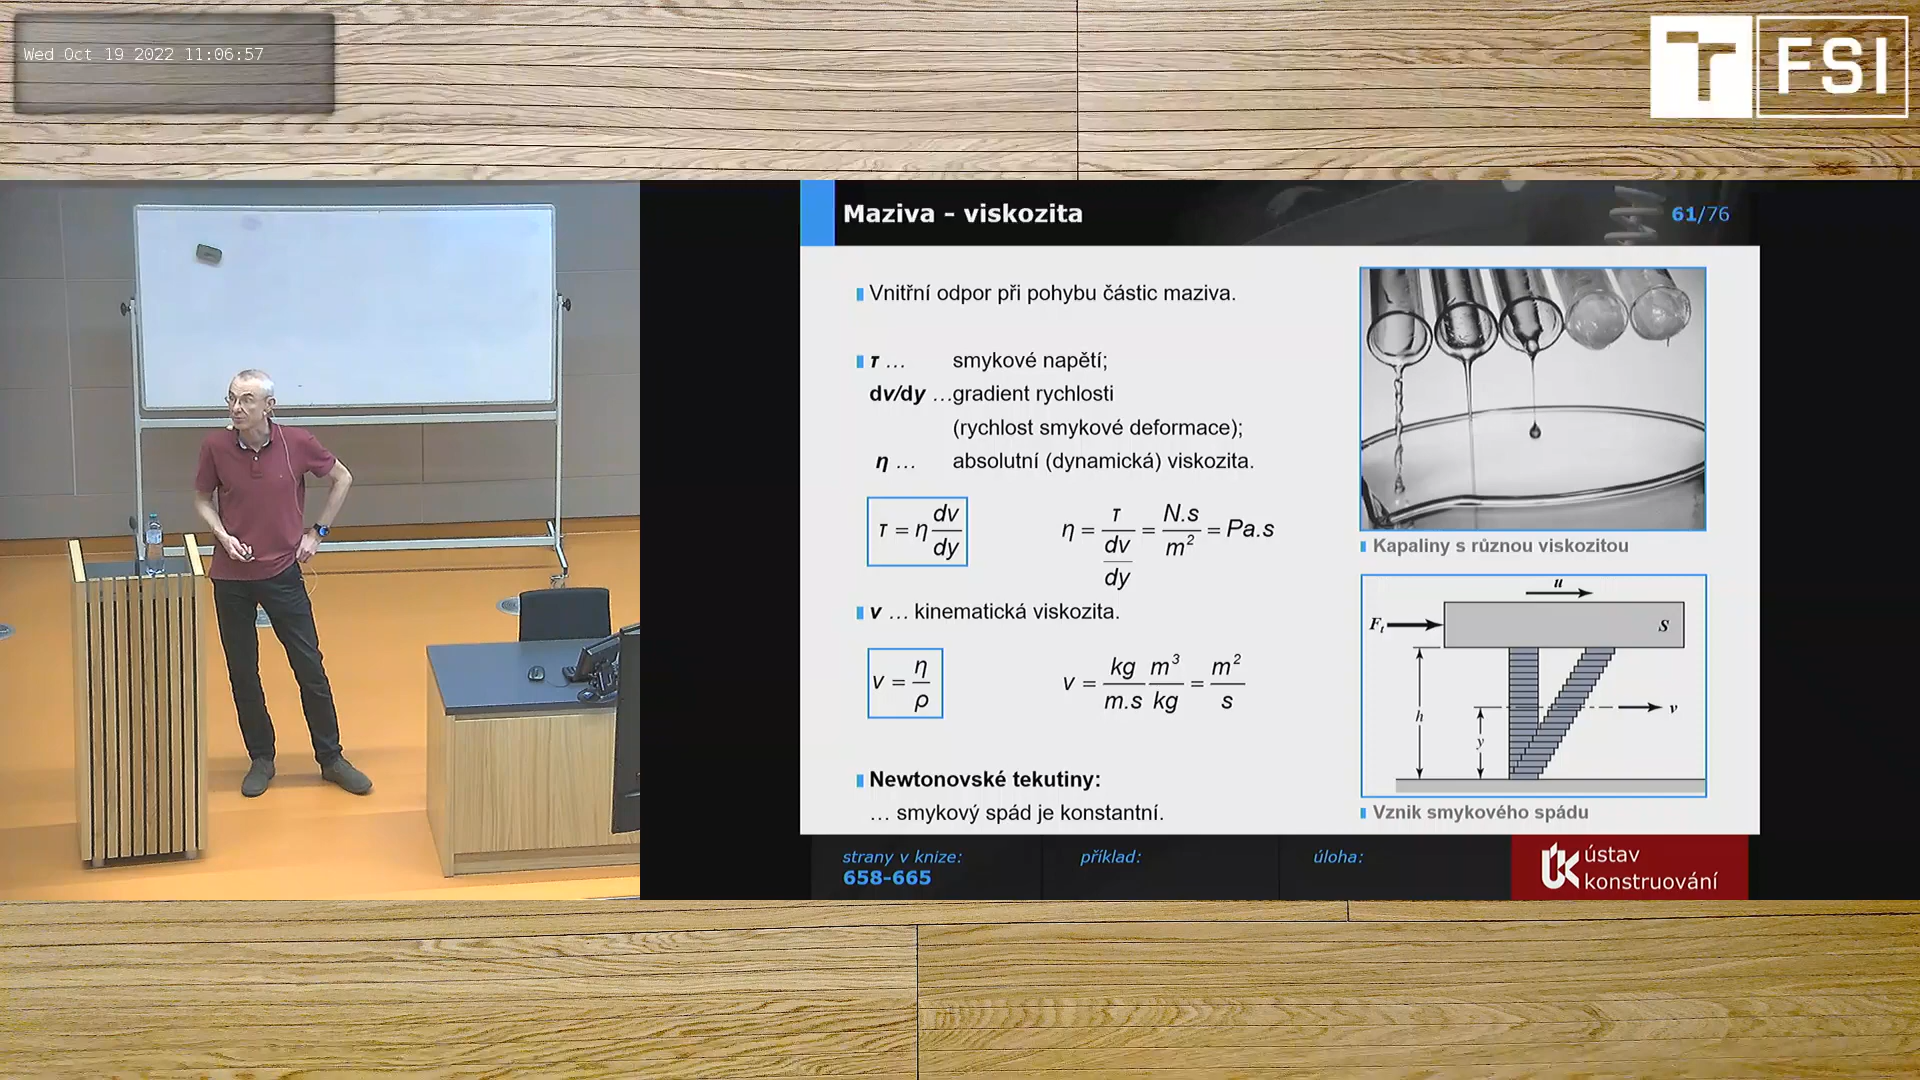 Wed Oct 19 2022 11:06:57
T FSI
Maziva - viskozita
61/76
Vnitřní odpor při pohybu částic maziva.
τ … smykové napětí;
dv/dy …gradient rychlosti
(rychlost smykové deformace);
η … absolutní (dynamická) viskozita.
τ = η dv/dy
η = τ / (dv/dy) = N.s/m² = Pa.s
ν … kinematická viskozita.
ν = η/ρ
ν = kg/m.s m³/kg = m²/s
Newtonovské tekutiny:
… smykový spád je konstantní.
Kapaliny s různou viskozitou
u
Fₜ
S
h
y
v
Vznik smykového spádu
strany v knize:
658-665
příklad:
úloha:
ÚK ústav
konstruování